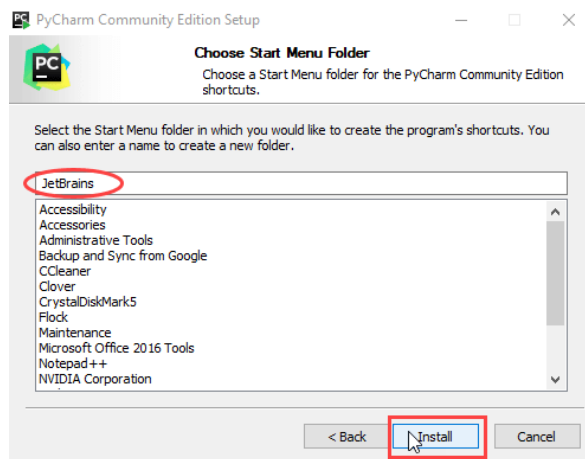 PyCharm Community Edition Setup
PC
Choose Start Menu Folder
Choose a Start Menu folder for the PyCharm Community Edition
shortcuts.
Select the Start Menu folder in which you would like to create the program's shortcuts. You
can also enter a name to create a new folder.
JetBrains
Accessibility
Accessories
Administrative Tools
Backup and Sync from Google
CCleaner
Clover
CrystalDiskMark5
Flock
Maintenance
Microsoft Office 2016 Tools
Notepad++
NVIDIA Corporation
< Back Install Cancel